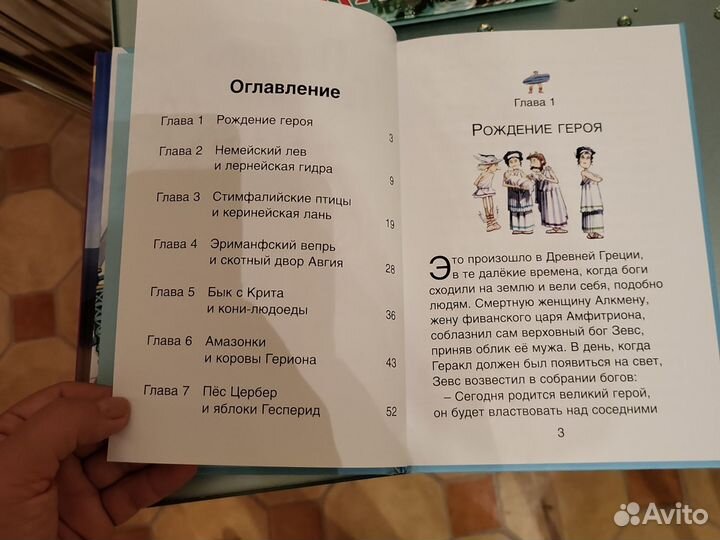 Оглавление
Глава 1 Рождение героя 3
Глава 2 Немейский лев
и лернейская гидра 9
Глава 3 Стимфалийские птицы
и керинейская лань 19
Глава 4 Эриманфский вепрь
и скотный двор Авгия 28
Глава 5 Бык с Крита
и кони-людоеды 36
Глава 6 Амазонки
и коровы Гериона 43
Глава 7 Пёс Цербер
и яблоки Гесперид 52
Глава 1
РОЖДЕНИЕ ГЕРОЯ
Это произошло в Древней Греции,
в те далёкие времена, когда боги
сходили на землю и вели себя, подобно
людям. Смертную женщину Алкмену,
жену фиванского царя Амфитриона,
соблазнил сам верховный бог Зевс,
приняв облик её мужа. В день, когда
Геракл должен был появиться на свет,
Зевс возвестил в собрании богов:
– Сегодня родится великий герой,
он будет властвовать над соседними
3
Avito